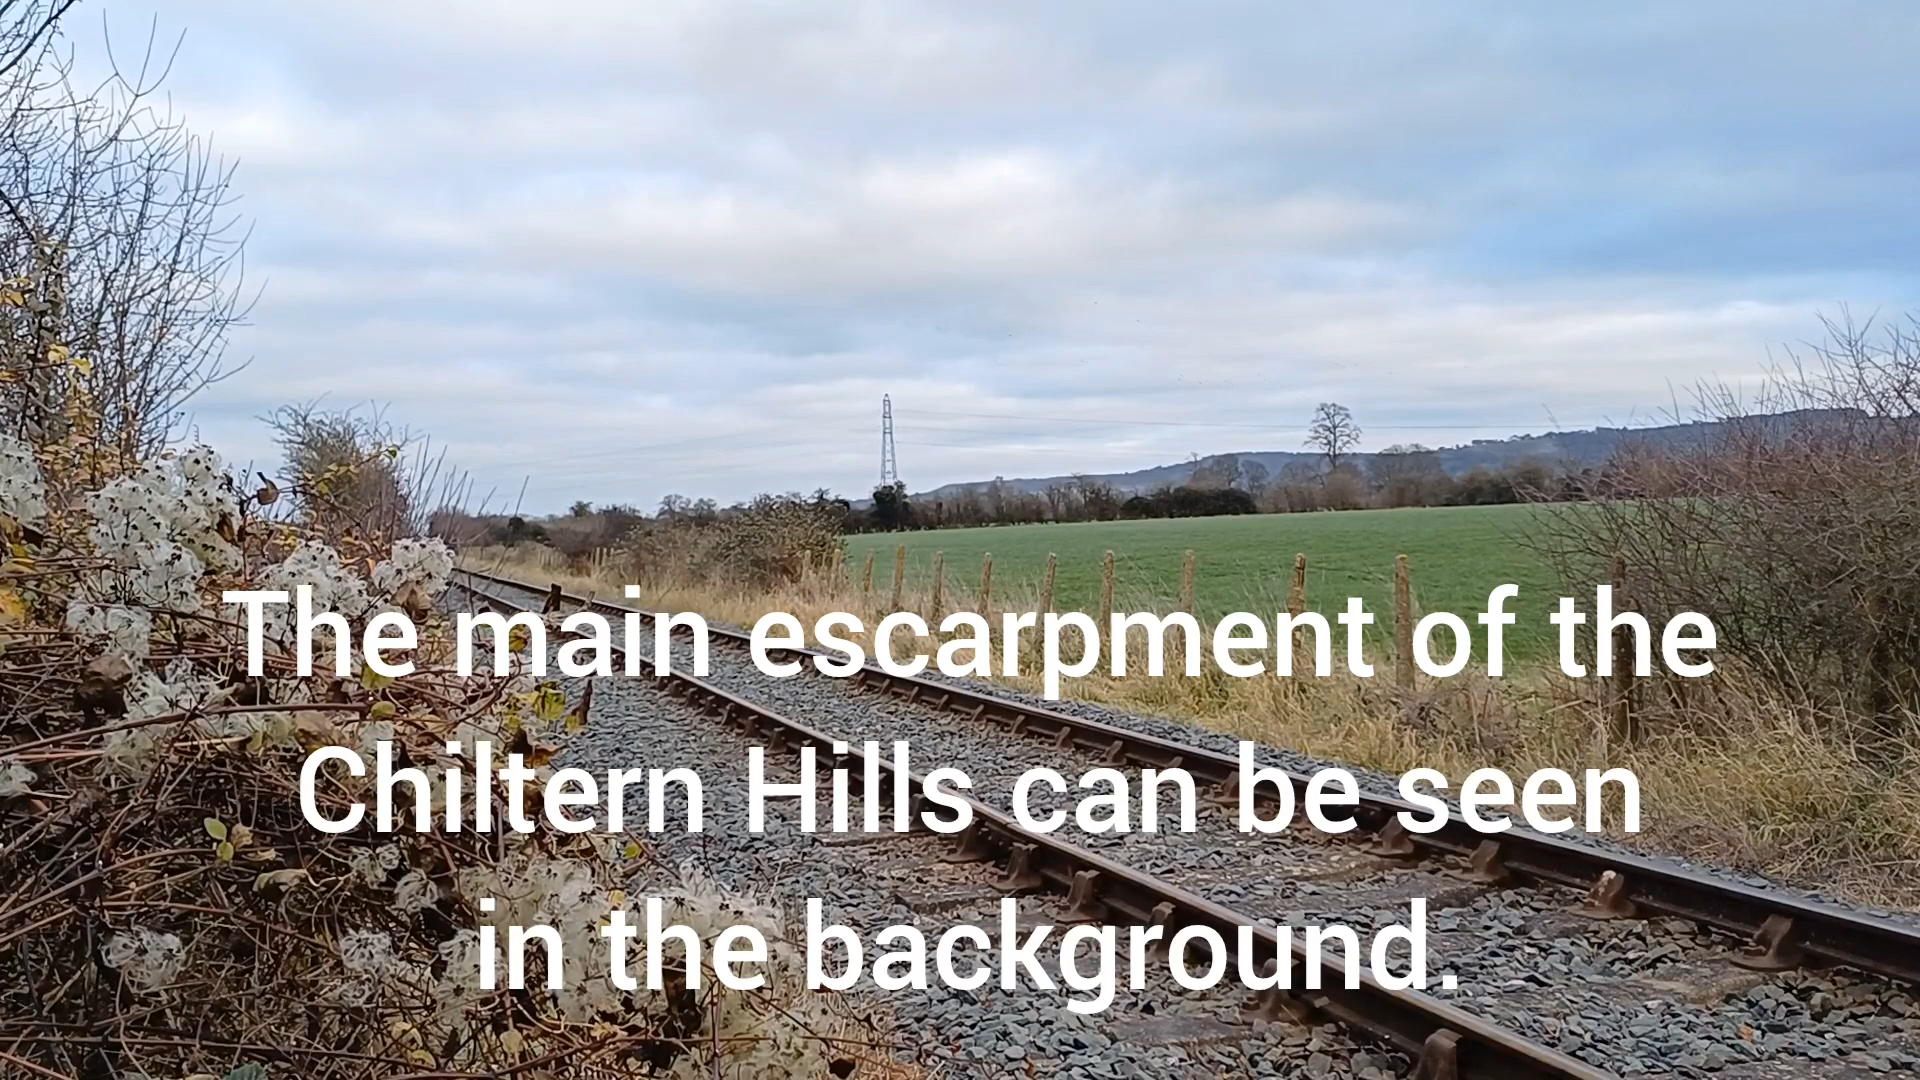 The main escarpment of the
Chiltern Hills can be seen
in the background.